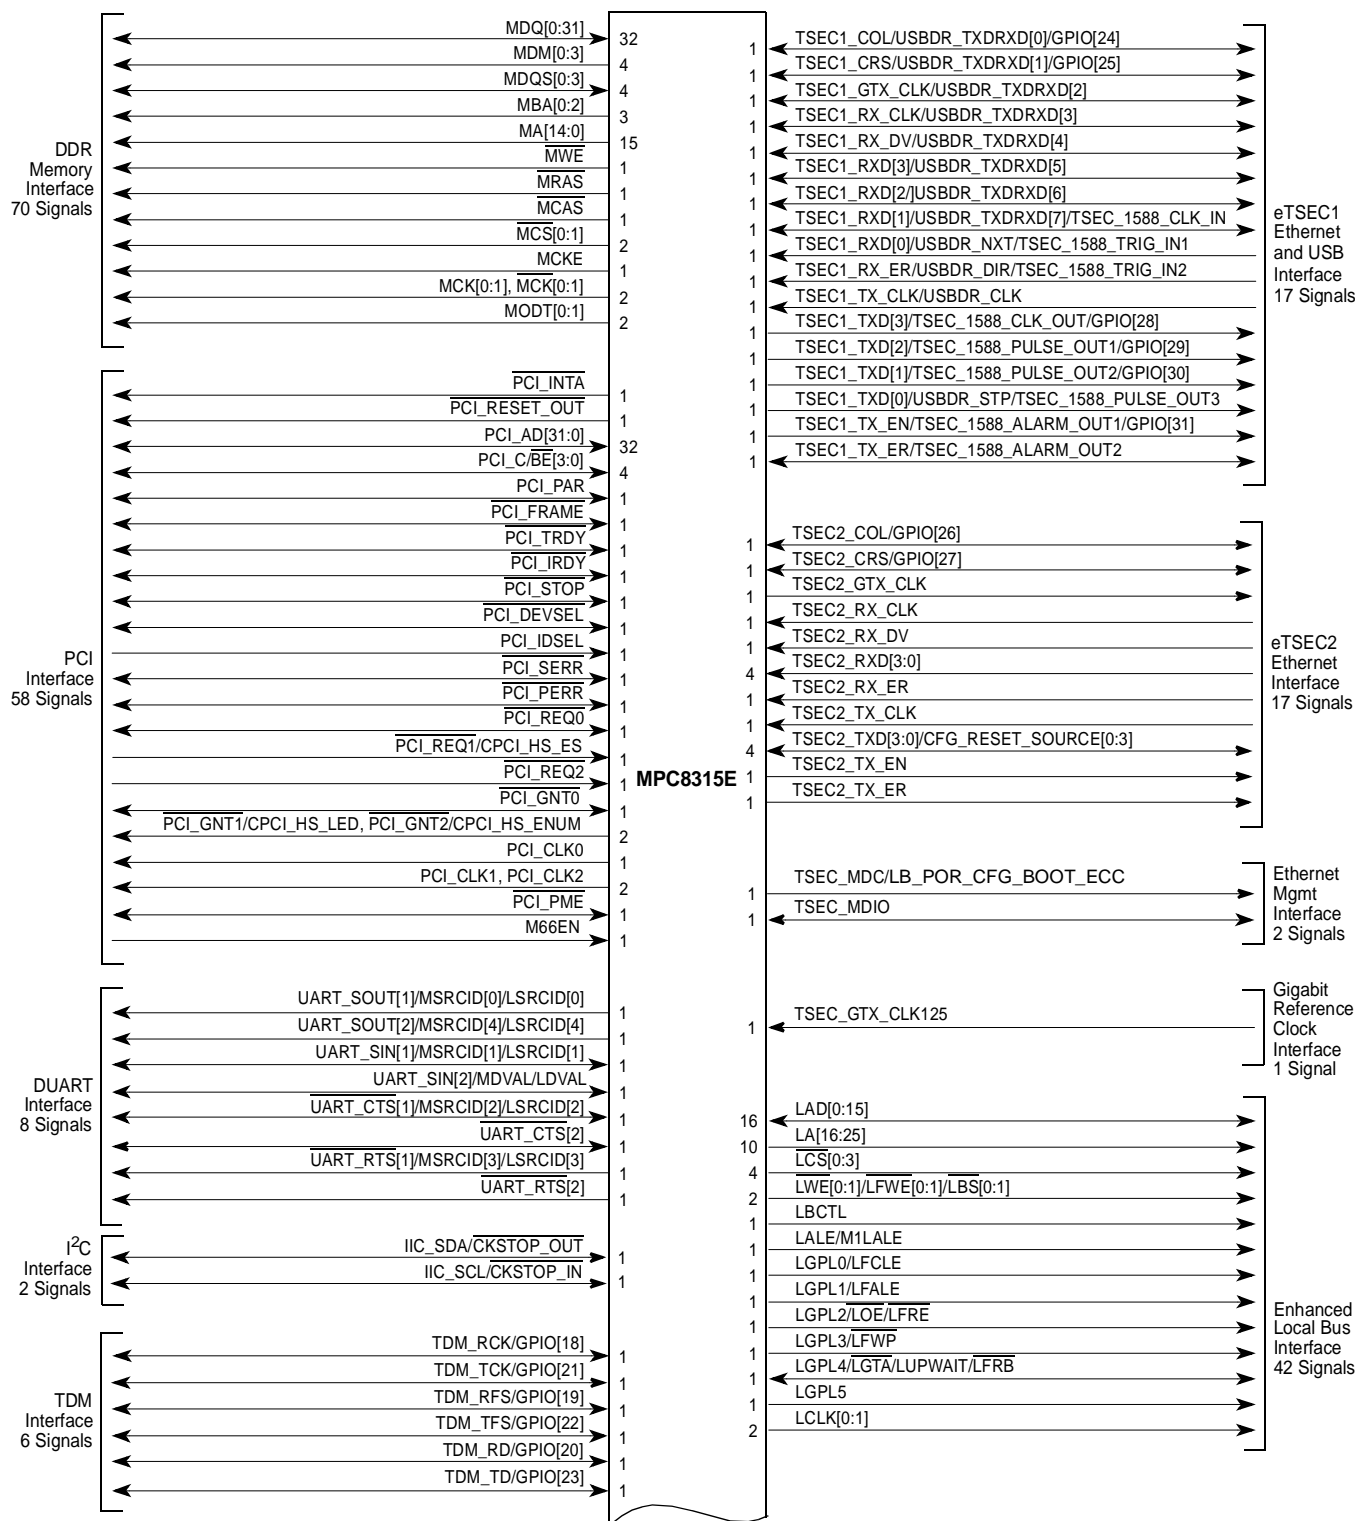 MDQ[0:31]
32
MDM[0:3]
4
MDQS[0:3]
4
MBA[0:2]
3
MA[14:0]
15
MWE
1
MRAS
1
MCAS
1
MCS[0:1]
2
MCKE
1
MCK[0:1], MCK[0:1]
2
MODT[0:1]
2
DDR
Memory
Interface
70 Signals
PCI_INTA
1
PCI_RESET_OUT
1
PCI_AD[31:0]
32
PCI_C/BE[3:0]
4
PCI_PAR
1
PCI_FRAME
1
PCI_TRDY
1
PCI_IRDY
1
PCI_STOP
1
PCI_DEVSEL
1
PCI_IDSEL
1
PCI_SERR
1
PCI_PERR
1
PCI_REQ0
1
PCI_REQ1/CPCI_HS_ES
1
PCI_REQ2
1
PCI_GNT0
1
PCI_GNT1/CPCI_HS_LED, PCI_GNT2/CPCI_HS_ENUM
2
PCI_CLK0
1
PCI_CLK1, PCI_CLK2
2
PCI_PME
1
M66EN
1
PCI
Interface
58 Signals
UART_SOUT[1]/MSRCID[0]/LSRCID[0]
1
UART_SOUT[2]/MSRCID[4]/LSRCID[4]
1
UART_SIN[1]/MSRCID[1]/LSRCID[1]
1
UART_SIN[2]/MDVAL/LDVAL
1
UART_CTS[1]/MSRCID[2]/LSRCID[2]
1
UART_CTS[2]
1
UART_RTS[1]/MSRCID[3]/LSRCID[3]
1
UART_RTS[2]
1
DUART
Interface
8 Signals
IIC_SDA/CKSTOP_OUT
1
IIC_SCL/CKSTOP_IN
1
I2C
Interface
2 Signals
TDM_RCK/GPIO[18]
1
TDM_TCK/GPIO[21]
1
TDM_RFS/GPIO[19]
1
TDM_TFS/GPIO[22]
1
TDM_RD/GPIO[20]
1
TDM_TD/GPIO[23]
1
TDM
Interface
6 Signals
MPC8315E
1
TSEC1_COL/USBDR_TXDRXD[0]/GPIO[24]
1
TSEC1_CRS/USBDR_TXDRXD[1]/GPIO[25]
1
TSEC1_GTX_CLK/USBDR_TXDRXD[2]
1
TSEC1_RX_CLK/USBDR_TXDRXD[3]
1
TSEC1_RX_DV/USBDR_TXDRXD[4]
1
TSEC1_RXD[3]/USBDR_TXDRXD[5]
1
TSEC1_RXD[2/]USBDR_TXDRXD[6]
1
TSEC1_RXD[1]/USBDR_TXDRXD[7]/TSEC_1588_CLK_IN
1
TSEC1_RXD[0]/USBDR_NXT/TSEC_1588_TRIG_IN1
1
TSEC1_RX_ER/USBDR_DIR/TSEC_1588_TRIG_IN2
1
TSEC1_TX_CLK/USBDR_CLK
1
TSEC1_TXD[3]/TSEC_1588_CLK_OUT/GPIO[28]
1
TSEC1_TXD[2]/TSEC_1588_PULSE_OUT1/GPIO[29]
1
TSEC1_TXD[1]/TSEC_1588_PULSE_OUT2/GPIO[30]
1
TSEC1_TXD[0]/USBDR_STP/TSEC_1588_PULSE_OUT3
1
TSEC1_TX_EN/TSEC_1588_ALARM_OUT1/GPIO[31]
1
TSEC1_TX_ER/TSEC_1588_ALARM_OUT2
eTSEC1
Ethernet
and USB
Interface
17 Signals
1
TSEC2_COL/GPIO[26]
1
TSEC2_CRS/GPIO[27]
1
TSEC2_GTX_CLK
1
TSEC2_RX_CLK
1
TSEC2_RX_DV
4
TSEC2_RXD[3:0]
1
TSEC2_RX_ER
1
TSEC2_TX_CLK
4
TSEC2_TXD[3:0]/CFG_RESET_SOURCE[0:3]
1
TSEC2_TX_EN
1
TSEC2_TX_ER
eTSEC2
Ethernet
Interface
17 Signals
1
TSEC_MDC/LB_POR_CFG_BOOT_ECC
1
TSEC_MDIO
Ethernet
Mgmt
Interface
2 Signals
1
TSEC_GTX_CLK125
Gigabit
Reference
Clock
Interface
1 Signal
16
LAD[0:15]
10
LA[16:25]
4
LCS[0:3]
2
LWE[0:1]/LFWE[0:1]/LBS[0:1]
1
LBCTL
1
LALE/M1LALE
1
LGPL0/LFCLE
1
LGPL1/LFALE
1
LGPL2/LOE/LFRE
1
LGPL3/LFWP
1
LGPL4/LGTA/LUPWAIT/LFRB
1
LGPL5
2
LCLK[0:1]
Enhanced
Local Bus
Interface
42 Signals